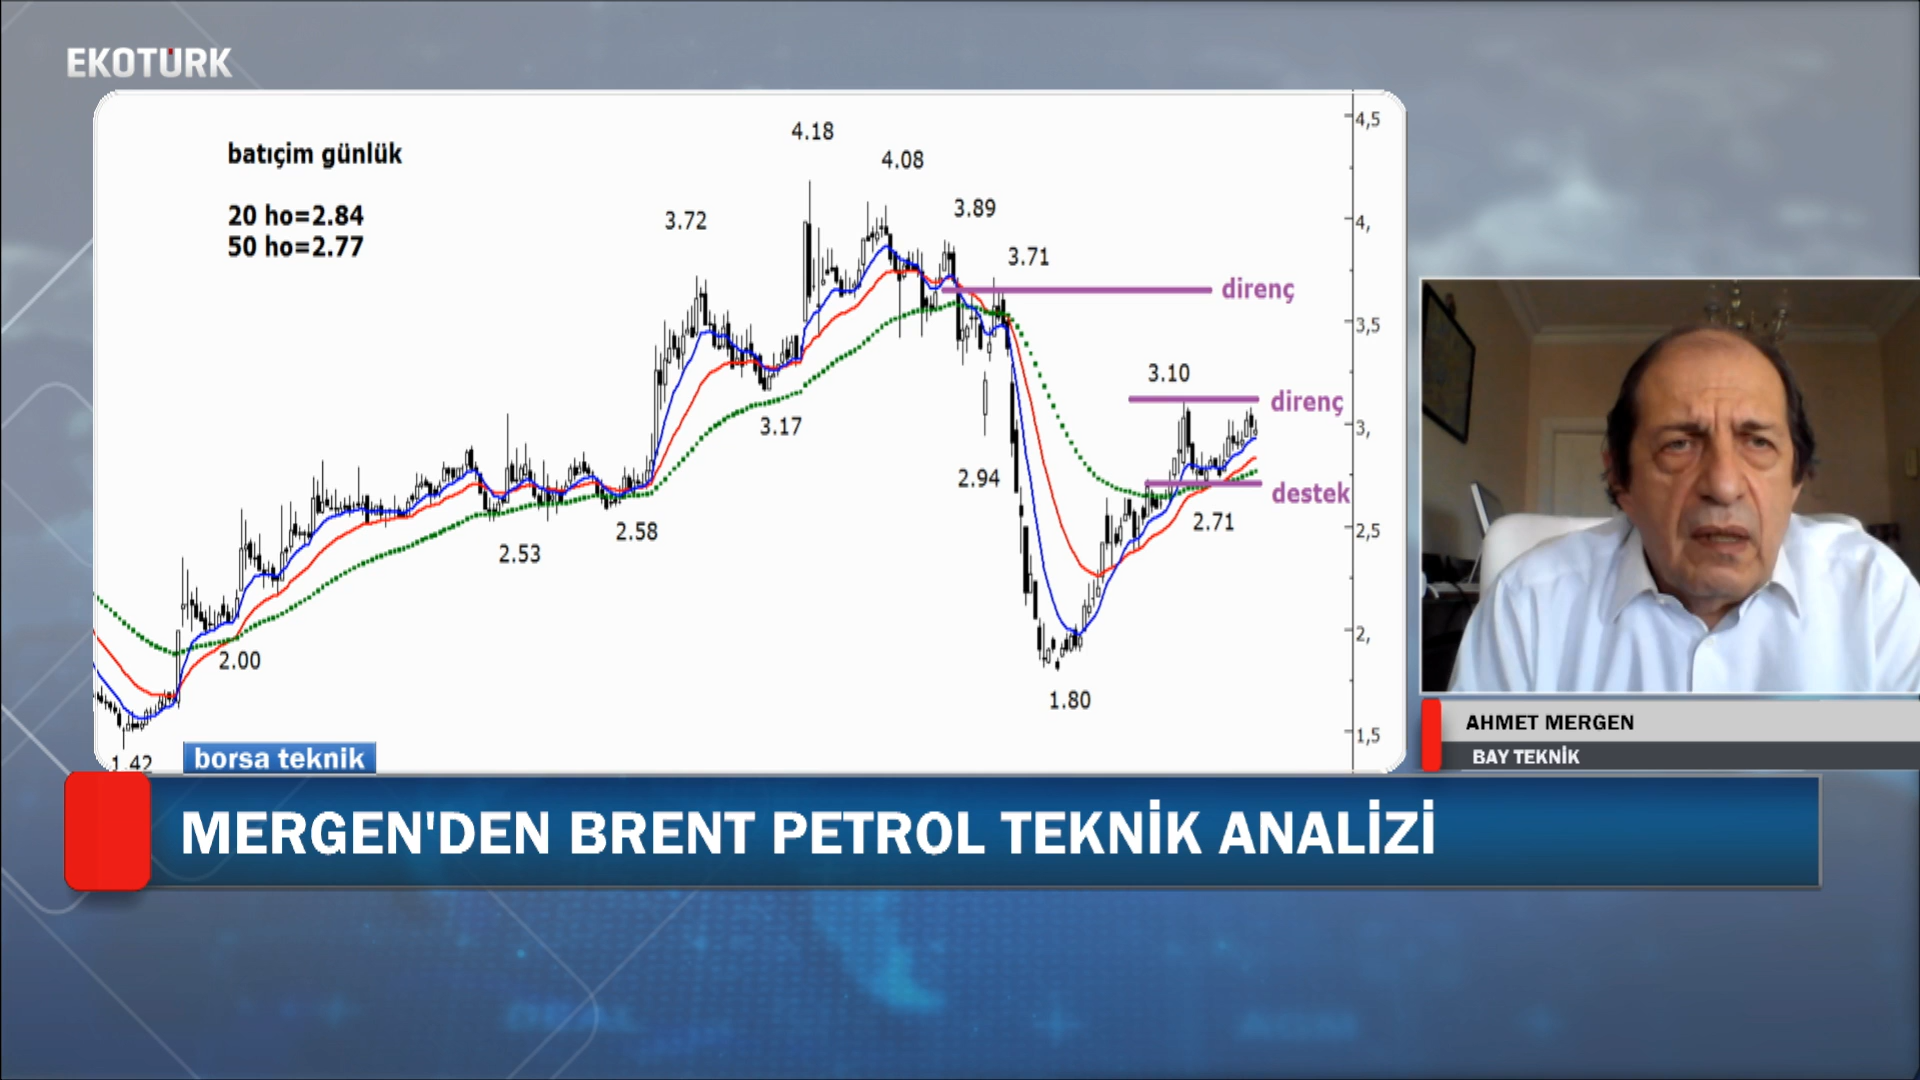 EKOTÜRK
batıçim günlük
20 ho=2.84
50 ho=2.77
4.18
4.08
3.89
3.72
3.71
direnç
3.10
direnç
3.17
2.94
destek
2.71
2.58
2.53
2.00
1.80
1.42
4,5
4,
3,5
3,
2,5
2,
1,5
borsa teknik
AHMET MERGEN
BAY TEKNİK
MERGEN'DEN BRENT PETROL TEKNİK ANALİZİ